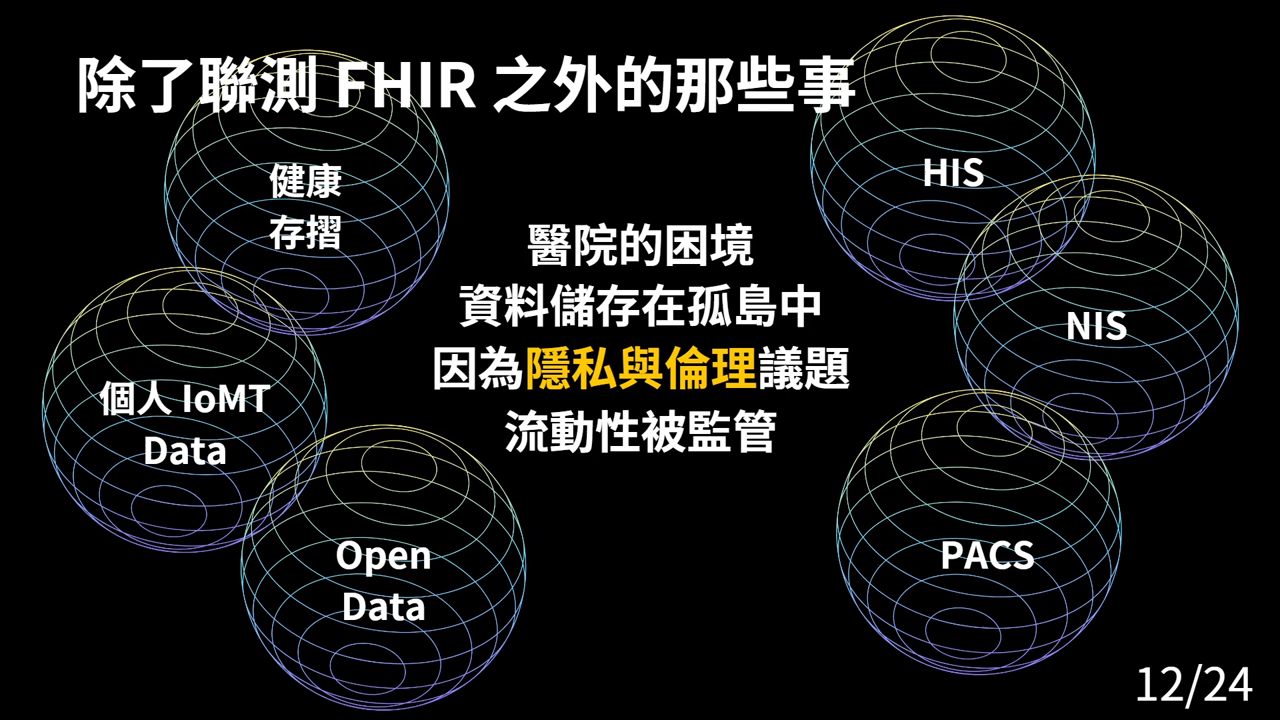 除了聯測 FHIR 之外的那些事
健康
存摺
HIS
醫院的困境
資料儲存在孤島中
因為隱私與倫理議題
流動性被監管
NIS
個人 IoMT
Data
Open
Data
PACS
12/24